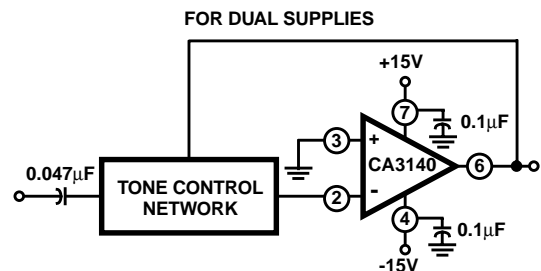 FOR DUAL SUPPLIES
+15V
7
0.1μF
3
+
CA3140
6
0.047μF
TONE CONTROL
NETWORK
2
-
4
0.1μF
-15V